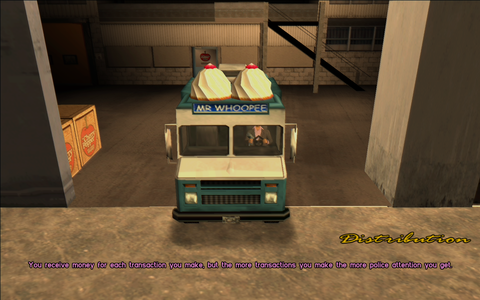 MR WHOOPEE
Distribution
You receive money for each transaction you make, but the more transactions you make the more police attention you get.